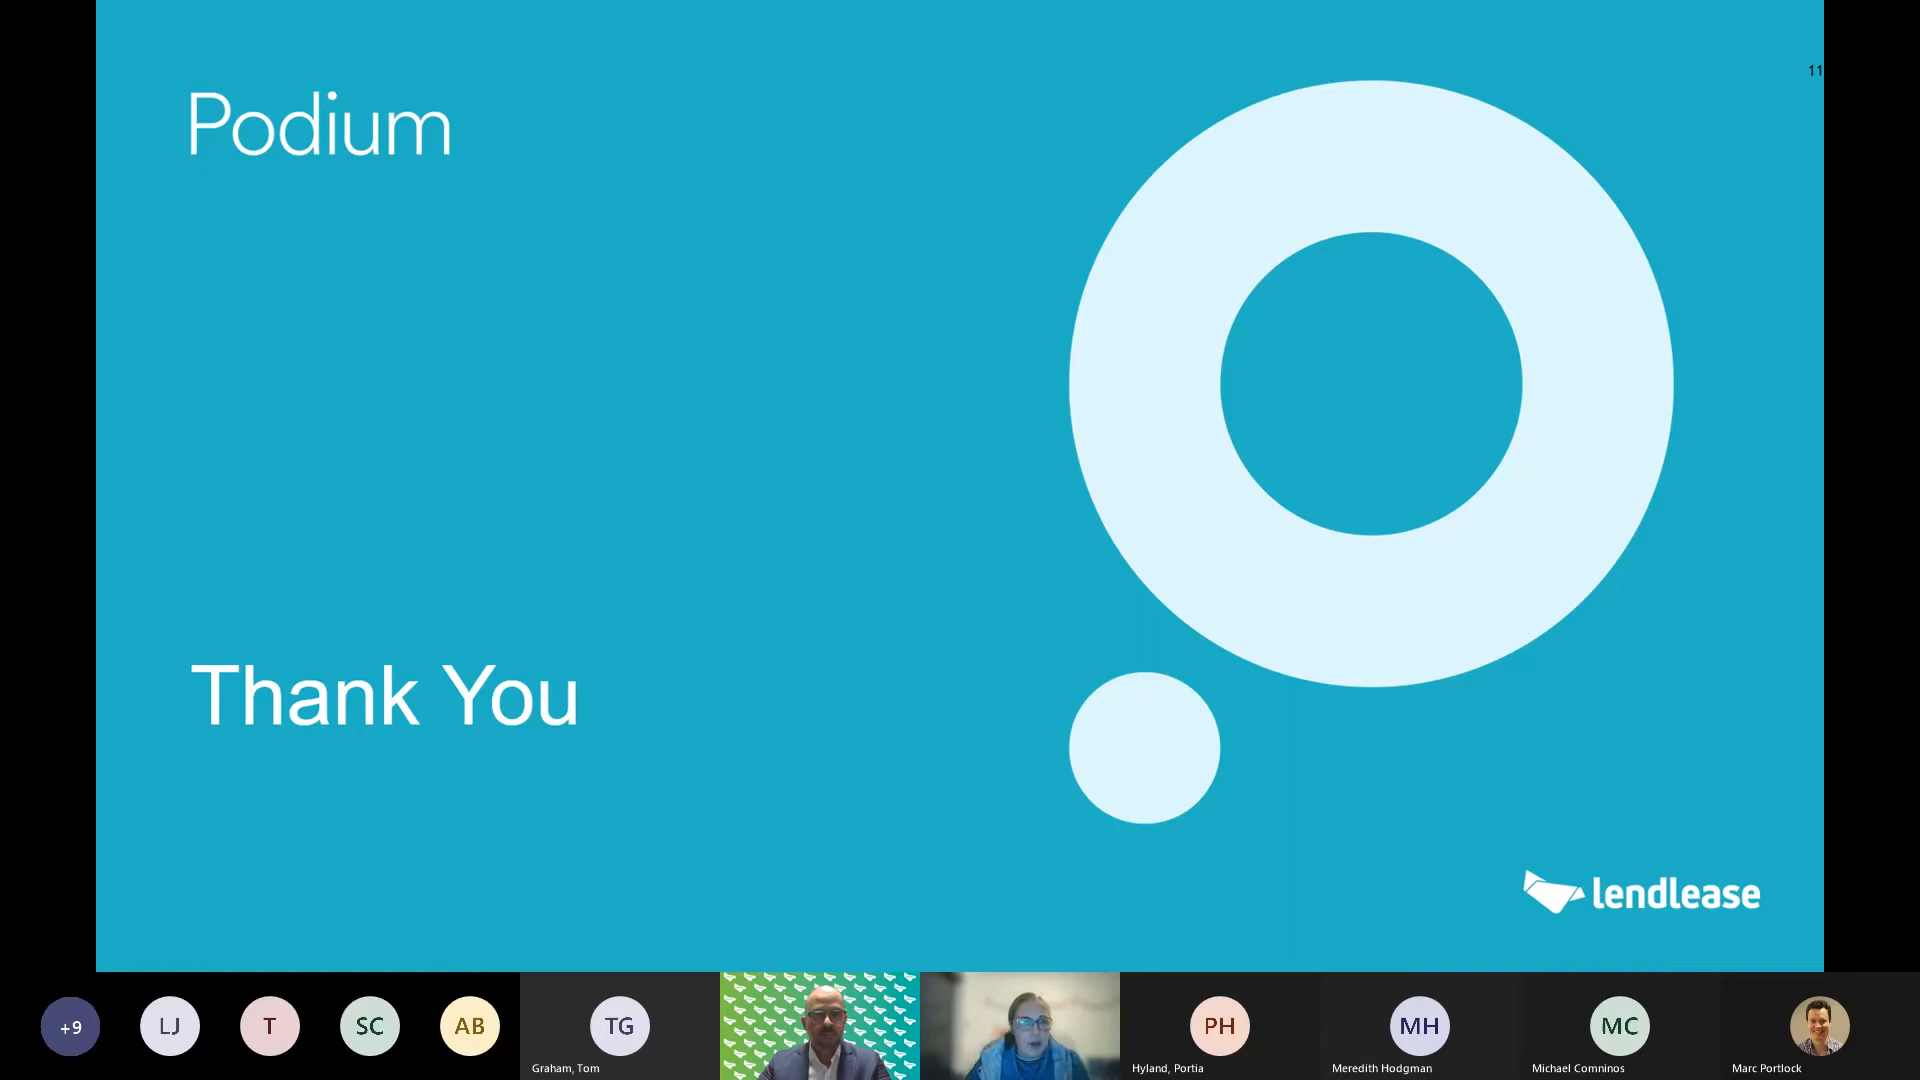 11
Podium
Thank You
lendlease
+9
LJ
T
SC
AB
TG
Graham, Tom
PH
Hyland, Portia
MH
Meredith Hodgman
MC
Michael Comninos
Marc Portlock